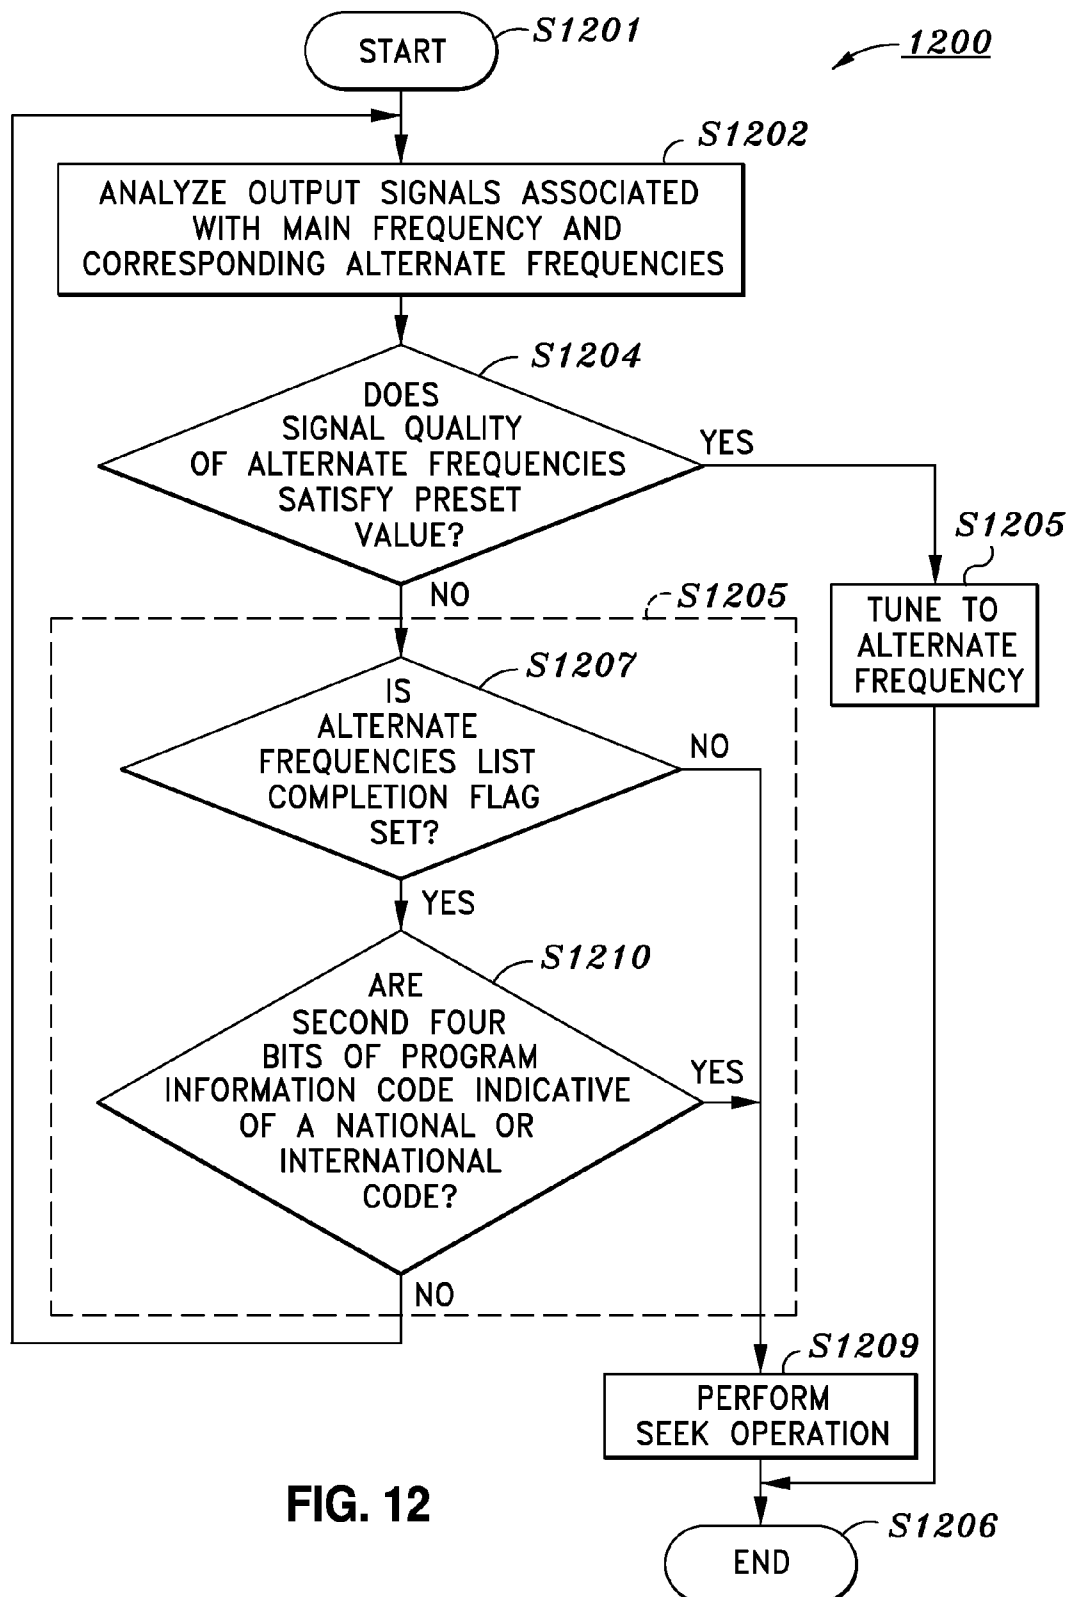 START
S1201
1200
S1202
ANALYZE OUTPUT SIGNALS ASSOCIATED
WITH MAIN FREQUENCY AND
CORRESPONDING ALTERNATE FREQUENCIES
S1204
DOES
SIGNAL QUALITY
OF ALTERNATE FREQUENCIES
SATISFY PRESET
VALUE?
YES
NO
S1205
TUNE TO
ALTERNATE
FREQUENCY
S1205
S1207
IS
ALTERNATE
FREQUENCIES LIST
COMPLETION FLAG
SET?
NO
YES
S1210
ARE
SECOND FOUR
BITS OF PROGRAM
INFORMATION CODE INDICATIVE
OF A NATIONAL OR
INTERNATIONAL
CODE?
YES
NO
S1209
PERFORM
SEEK OPERATION
FIG. 12
S1206
END